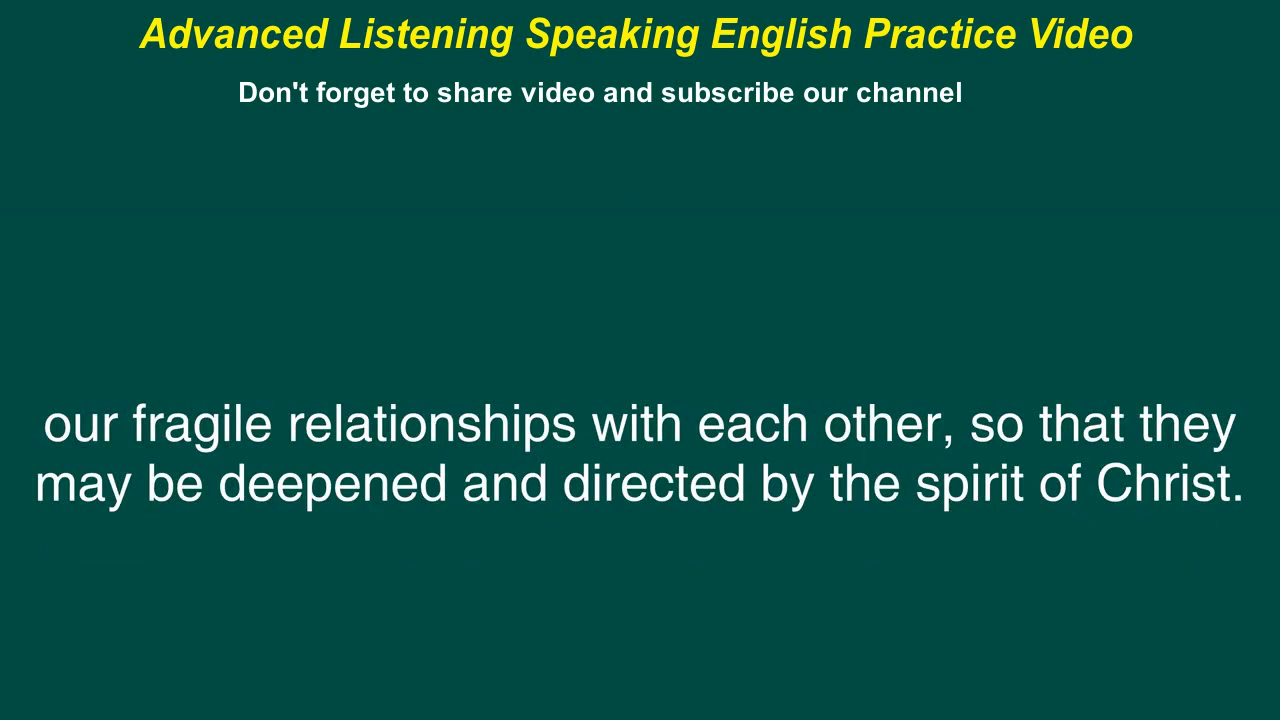 Advanced Listening Speaking English Practice Video
Don't forget to share video and subscribe our channel
our fragile relationships with each other, so that they
may be deepened and directed by the spirit of Christ.